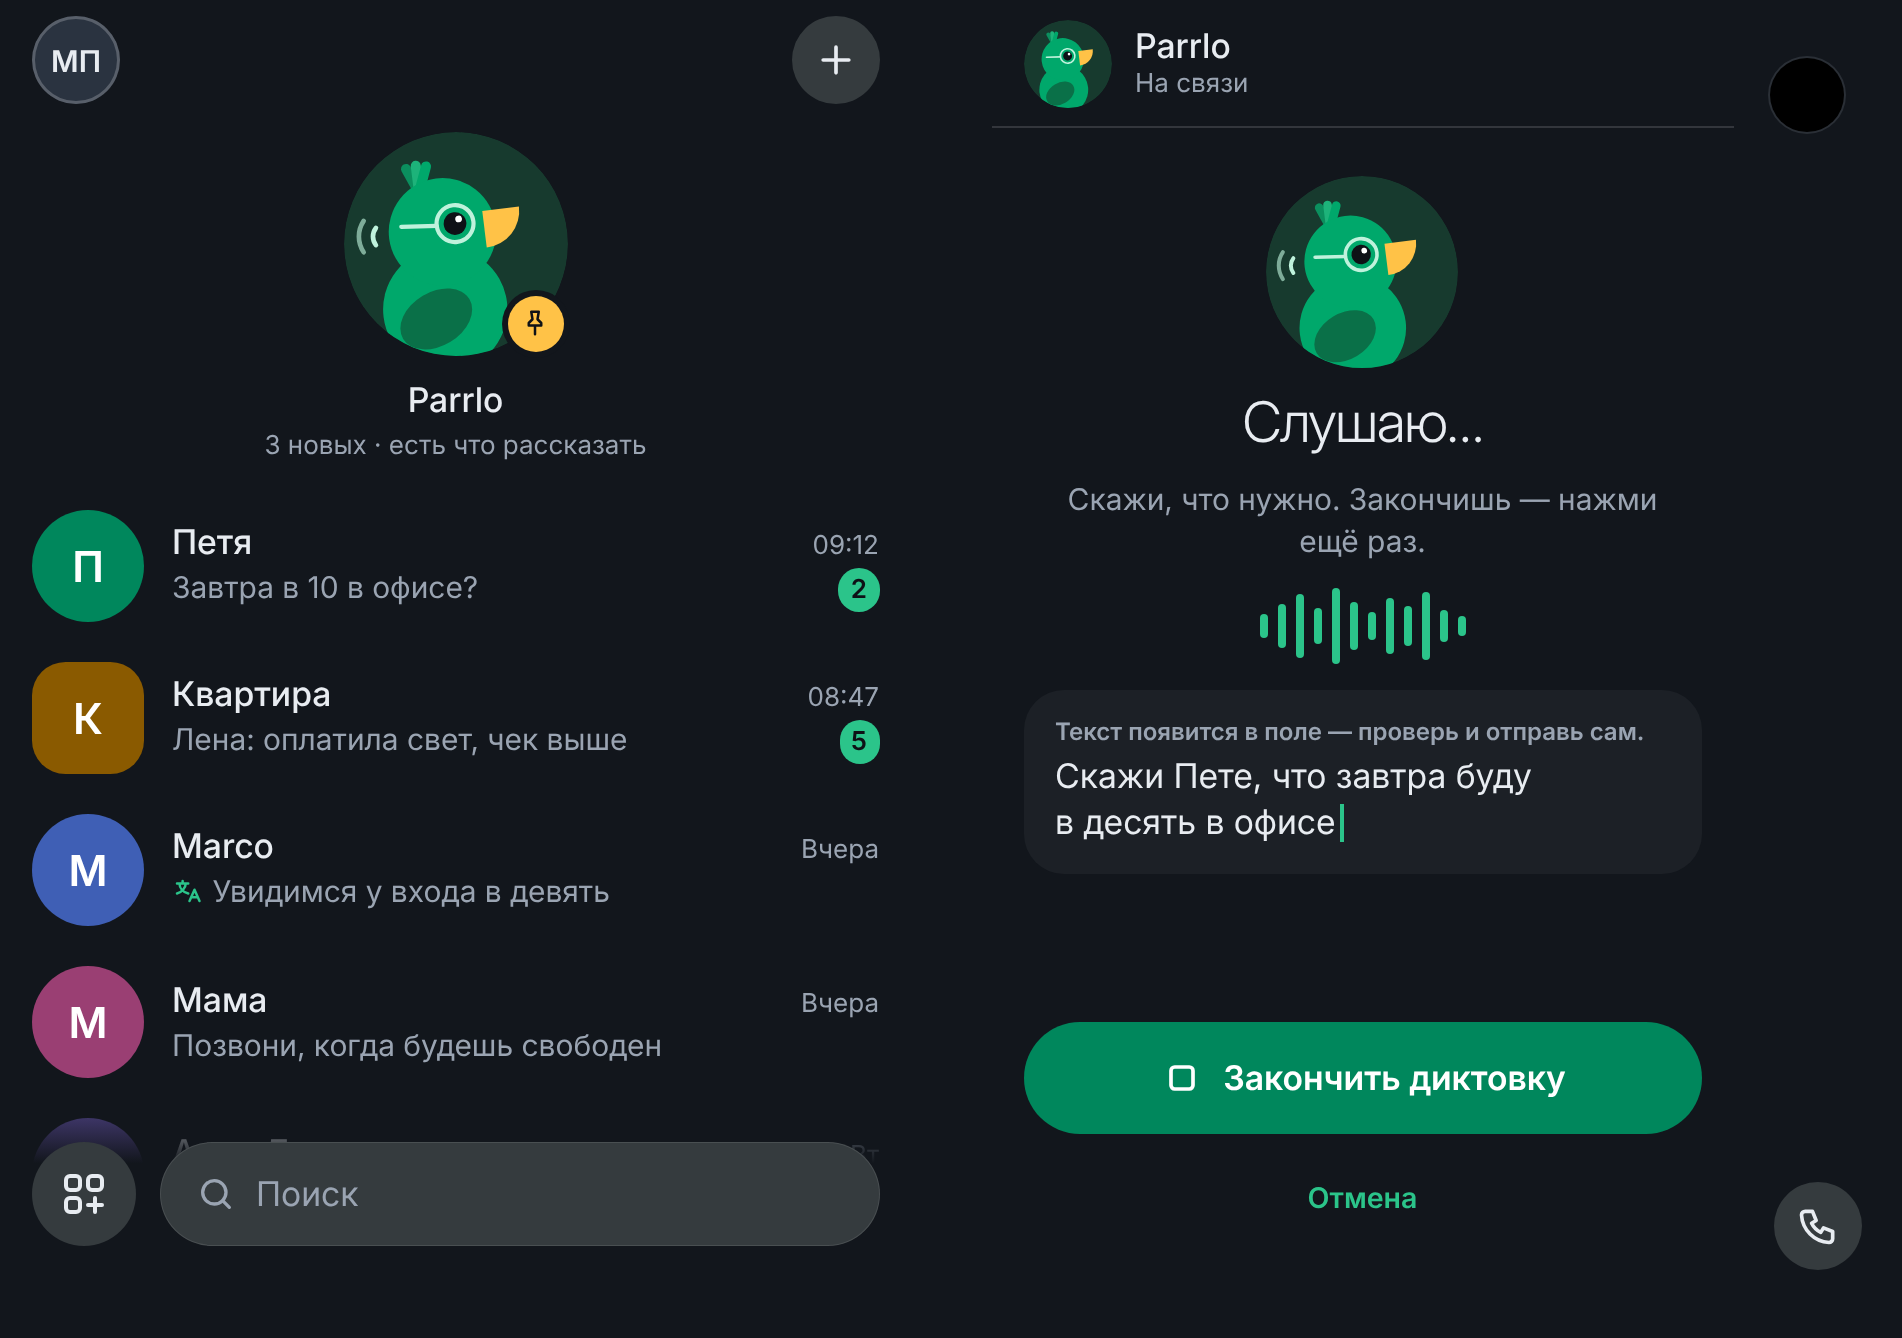 МП
Parrlo
3 новых · есть что рассказать
П
Петя
09:12
Завтра в 10 в офисе?
2
К
Квартира
08:47
Лена: оплатила свет, чек выше
5
M
Marco
Вчера
Увидимся у входа в девять
М
Мама
Вчера
Позвони, когда будешь свободен
Поиск
Parrlo
На связи
Слушаю...
Скажи, что нужно. Закончишь — нажми
ещё раз.
Текст появится в поле — проверь и отправь сам.
Скажи Пете, что завтра буду
в десять в офисе
Закончить диктовку
Отмена